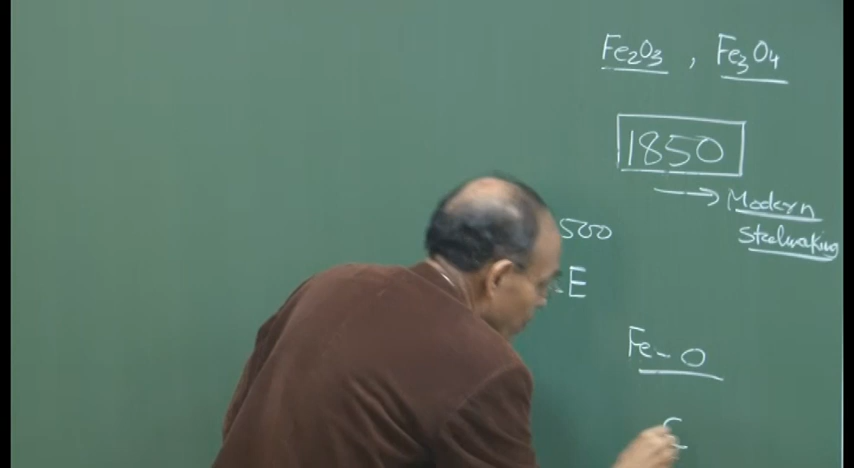 Fe2O3 , Fe3O4
1850
→ Modern
Steelmaking
500
E
Fe-O
C